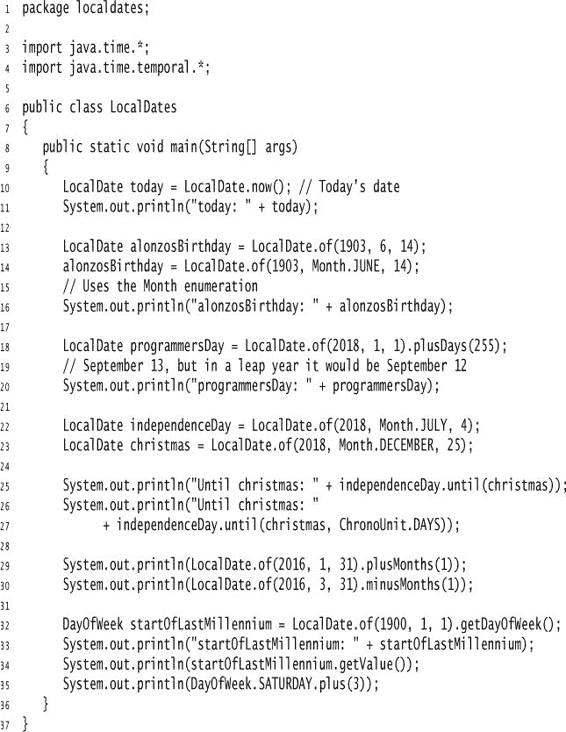 1 package localdates;
2
3 import java.time.*;
4 import java.time.temporal.*;
5
6 public class LocalDates
7 {
8 public static void main(String[] args)
9 {
10 LocalDate today = LocalDate.now(); // Today's date
11 System.out.println("today: " + today);
12
13 LocalDate alonzosBirthday = LocalDate.of(1903, 6, 14);
14 alonzosBirthday = LocalDate.of(1903, Month.JUNE, 14);
15 // Uses the Month enumeration
16 System.out.println("alonzosBirthday: " + alonzosBirthday);
17
18 LocalDate programmersDay = LocalDate.of(2018, 1, 1).plusDays(255);
19 // September 13, but in a leap year it would be September 12
20 System.out.println("programmersDay: " + programmersDay);
21
22 LocalDate independenceDay = LocalDate.of(2018, Month.JULY, 4);
23 LocalDate christmas = LocalDate.of(2018, Month.DECEMBER, 25);
24
25 System.out.println("Until christmas: " + independenceDay.until(christmas));
26 System.out.println("Until christmas: "
27 + independenceDay.until(christmas, ChronoUnit.DAYS));
28
29 System.out.println(LocalDate.of(2016, 1, 31).plusMonths(1));
30 System.out.println(LocalDate.of(2016, 3, 31).minusMonths(1));
31
32 DayOfWeek startOfLastMillennium = LocalDate.of(1900, 1, 1).getDayOfWeek();
33 System.out.println("startOfLastMillennium: " + startOfLastMillennium);
34 System.out.println(startOfLastMillennium.getValue());
35 System.out.println(DayOfWeek.SATURDAY.plus(3));
36 }
37 }